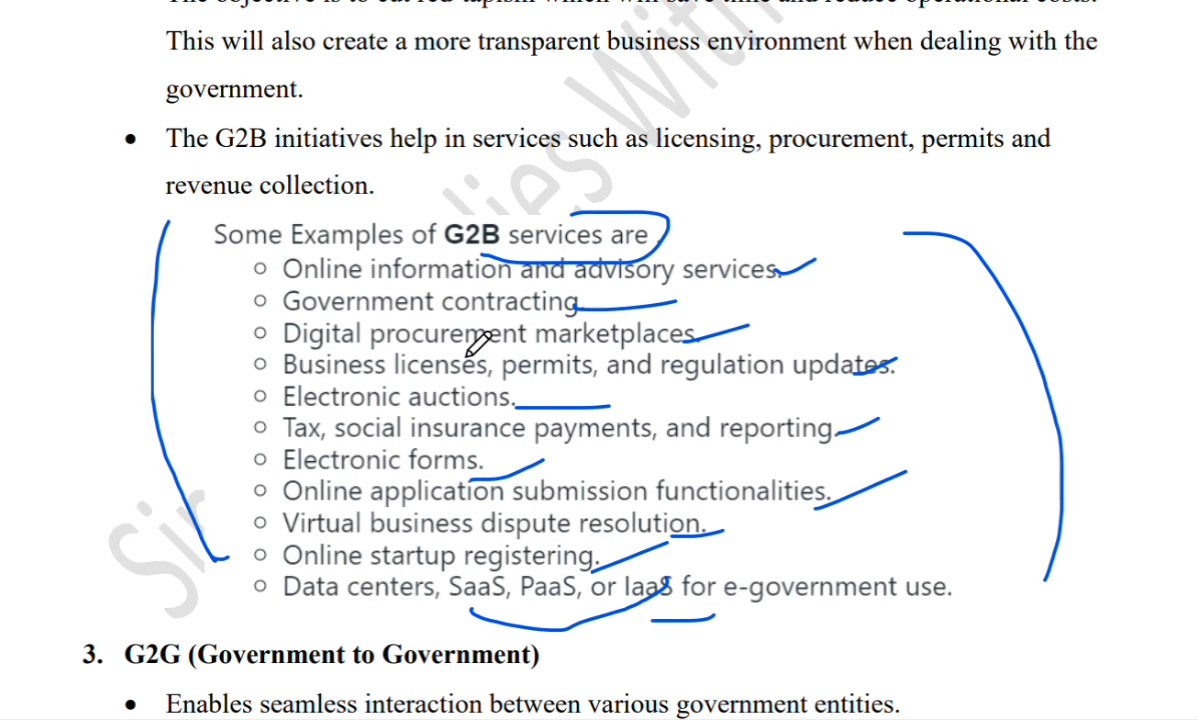 This will also create a more transparent business environment when dealing with the
government.
• The G2B initiatives help in services such as licensing, procurement, permits and
revenue collection.
Some Examples of G2B services are
○ Online information and advisory services.
○ Government contracting.
○ Digital procurement marketplaces.
○ Business licenses, permits, and regulation updates.
○ Electronic auctions.
○ Tax, social insurance payments, and reporting.
○ Electronic forms.
○ Online application submission functionalities.
○ Virtual business dispute resolution.
○ Online startup registering.
○ Data centers, SaaS, PaaS, or IaaS for e-government use.
3. G2G (Government to Government)
• Enables seamless interaction between various government entities.